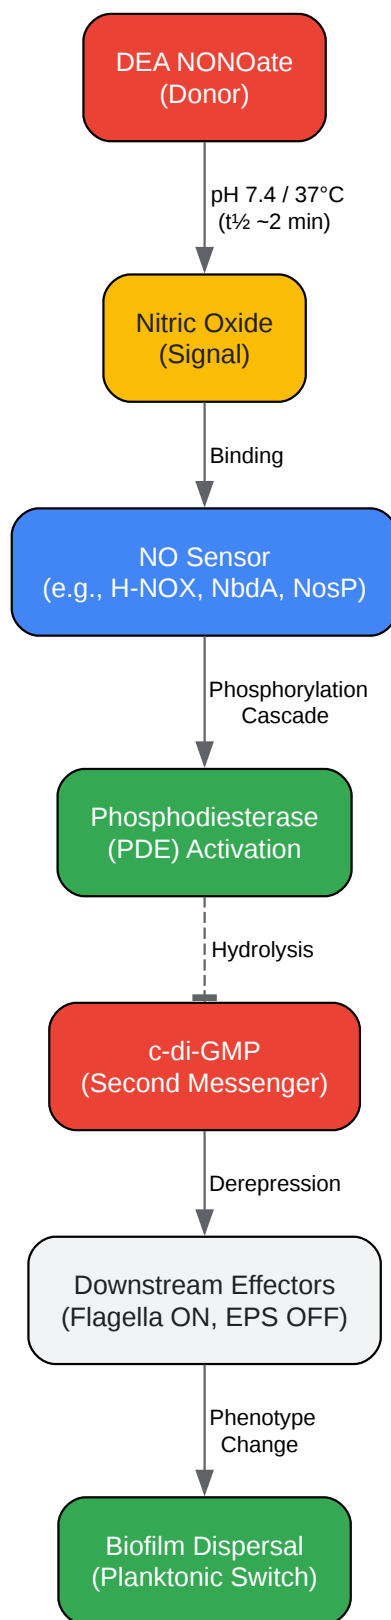 DEA NONOate
(Donor)
pH 7.4 / 37°C
(t½ ~2 min)
Nitric Oxide
(Signal)
Binding
NO Sensor
(e.g., H-NOX, NbdA, NosP)
Phosphorylation
Cascade
Phosphodiesterase
(PDE) Activation
Hydrolysis
c-di-GMP
(Second Messenger)
Derepression
Downstream Effectors
(Flagella ON, EPS OFF)
Phenotype
Change
Biofilm Dispersal
(Planktonic Switch)